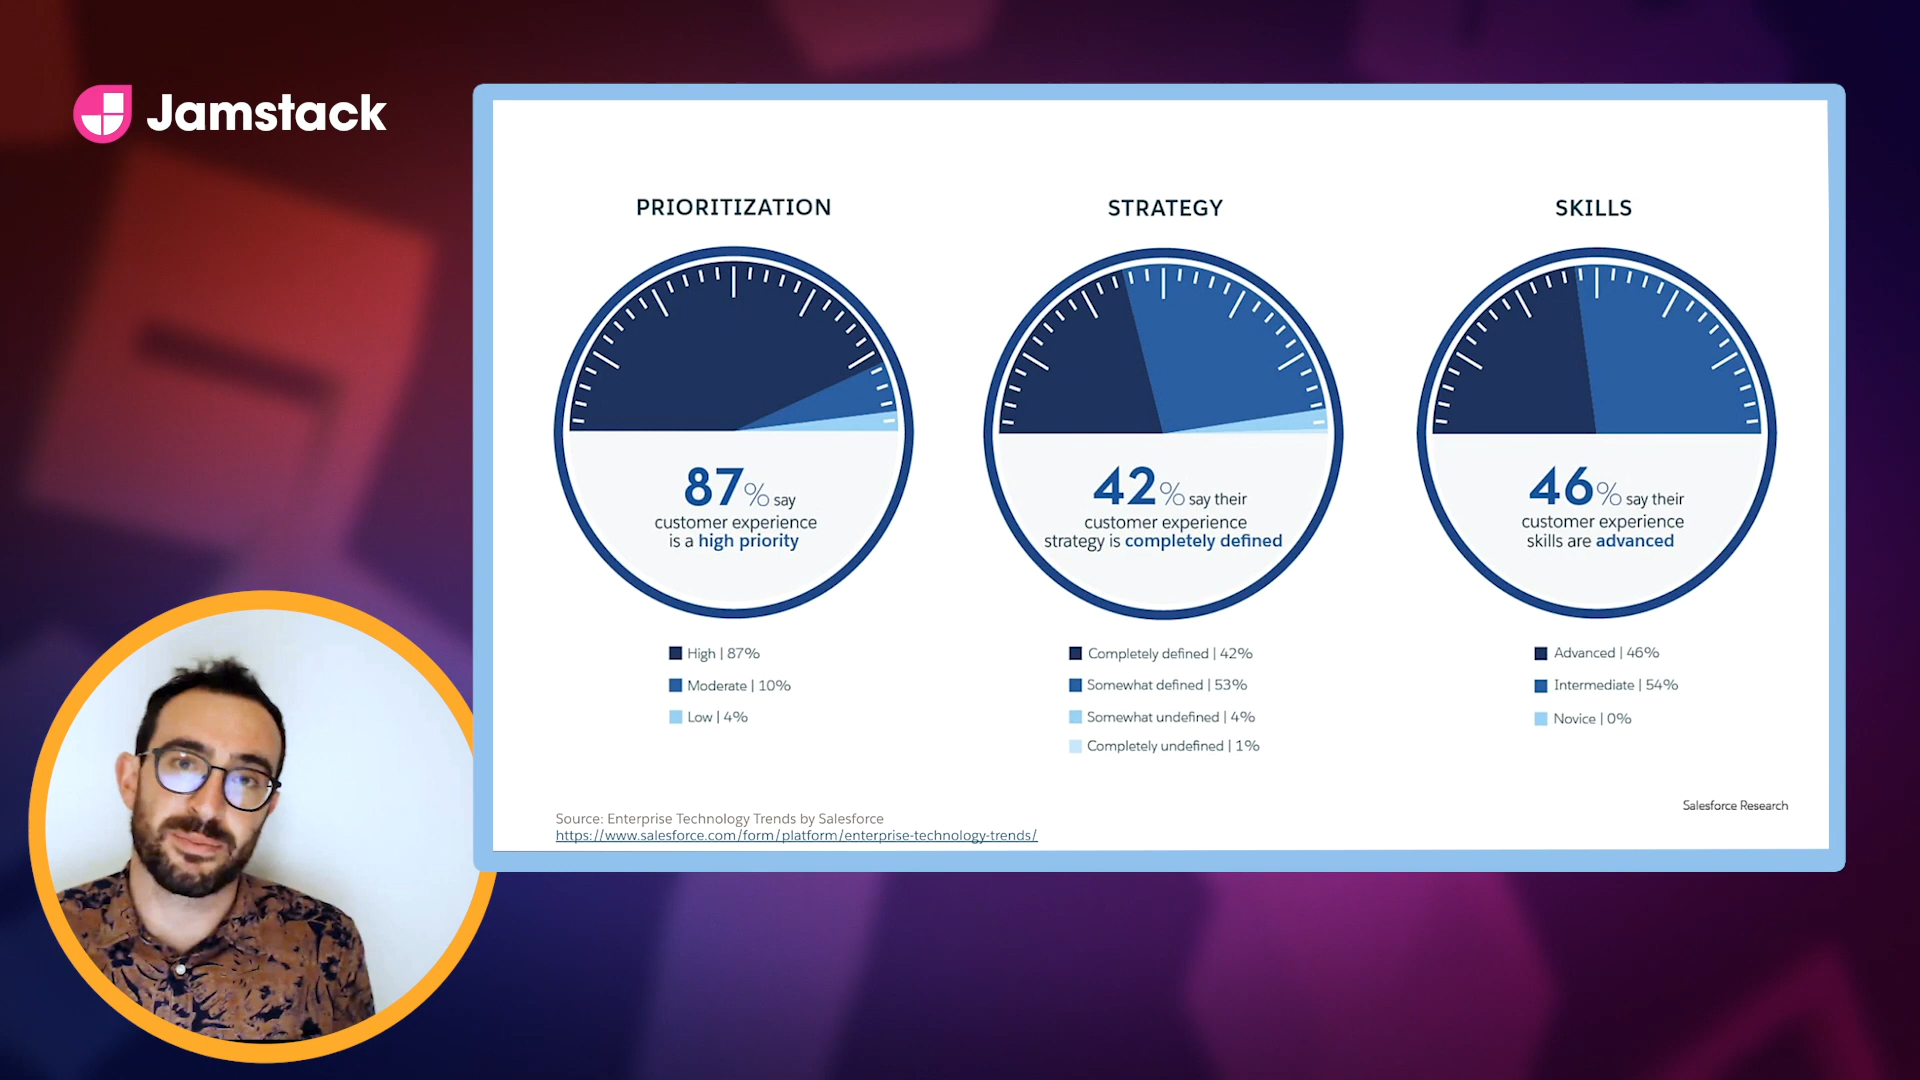 Jamstack
PRIORITIZATION
87% say
customer experience
is a high priority
High | 87%
Moderate | 10%
Low | 4%
STRATEGY
42% say their
customer experience
strategy is completely defined
Completely defined | 42%
Somewhat defined | 53%
Somewhat undefined | 4%
Completely undefined | 1%
SKILLS
46% say their
customer experience
skills are advanced
Advanced | 46%
Intermediate | 54%
Novice | 0%
Salesforce Research
Source: Enterprise Technology Trends by Salesforce
https://www.salesforce.com/form/platform/enterprise-technology-trends/